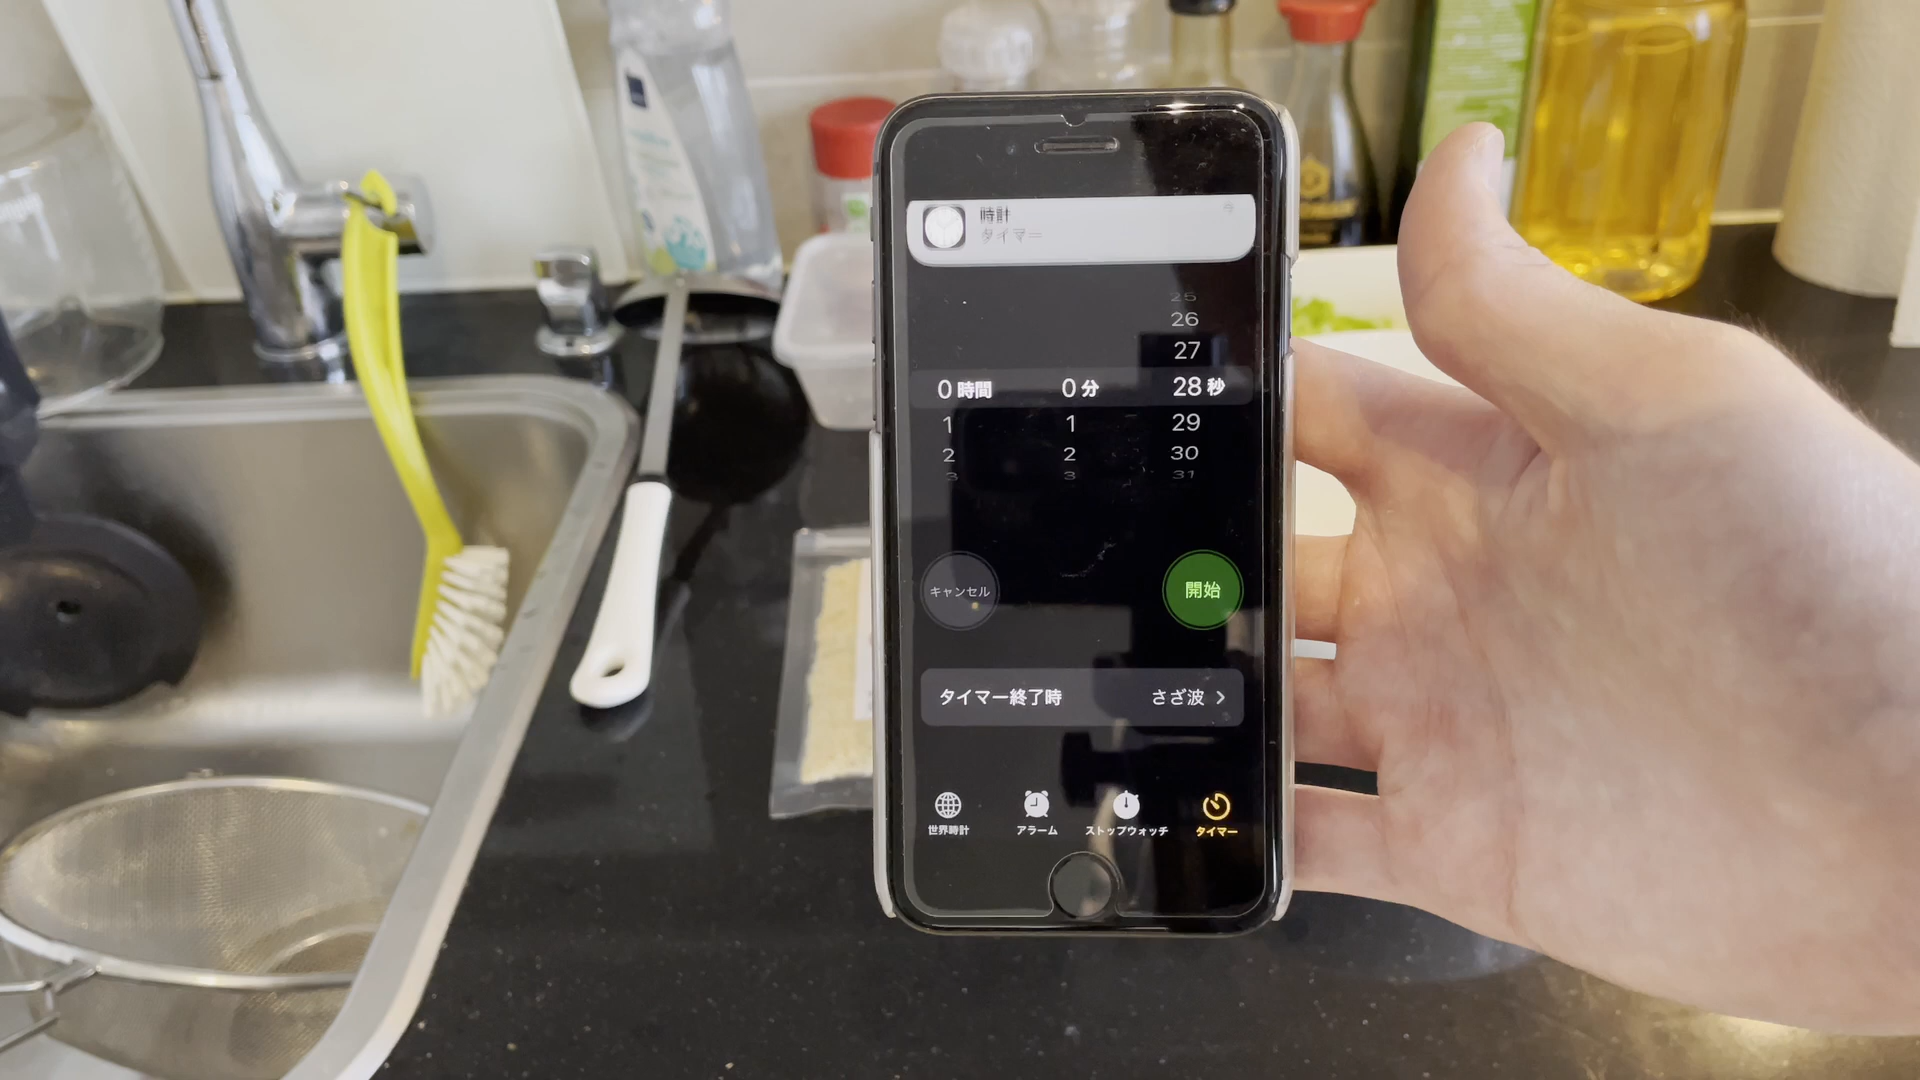 時計
タイマー
25
26
27
0 時間 0 分 28 秒
1 1 29
2 2 30
3 3 31
キャンセル 開始
タイマー終了時 さざ波 >
世界時計 アラーム ストップウォッチ タイマー